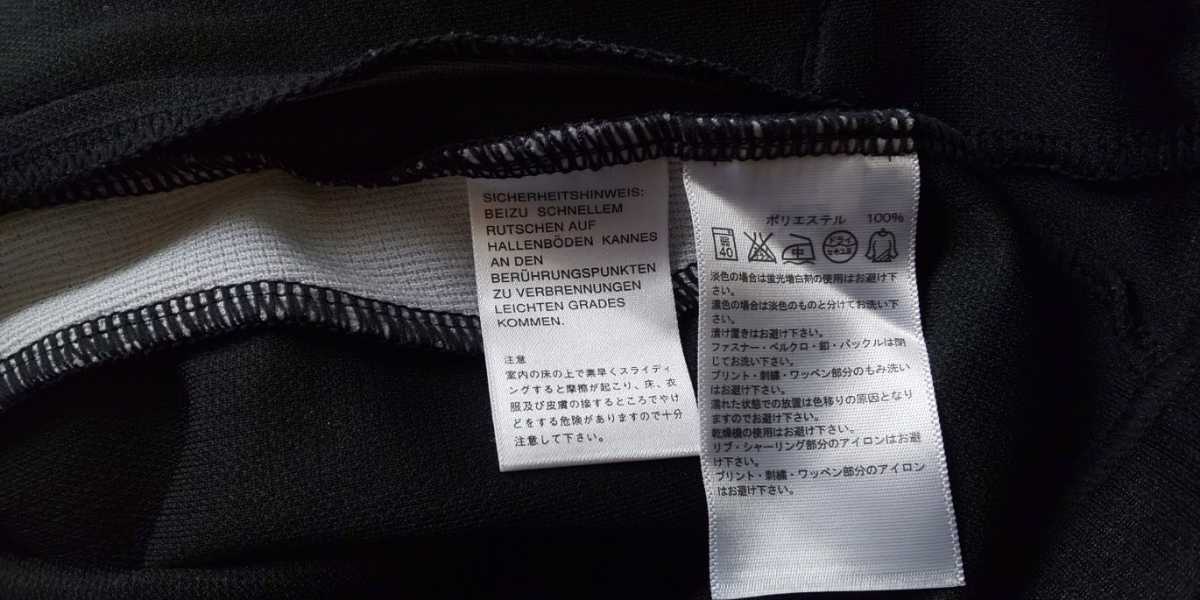 SICHERHEITSHINWEIS:
BEIZU SCHNELLEM
RUTSCHEN AUF
HALLENBÖDEN KANNES
AN DEN
BERÜHRUNGSPUNKTEN
ZU VERBRENNUNGEN
LEICHTEN GRADES
KOMMEN.
注意
室内の床の上で素早くスライディ
ングすると摩擦が起こり、床、衣
服及び皮膚の接するところでやけ
どをする危険がありますので十分
注意して下さい。
ポリエステル 100%
40
中
ドライ
淡色の場合は蛍光増白剤の使用はお避け下
さい。
濃色の場合は淡色のものと分けてお洗い下
さい。
漬け置きはお避け下さい。
ファスナー・ベルクロ・釦・バックルは閉
じてお洗い下さい。
プリント・刺繍・ワッペン部分のもみ洗い
はお避け下さい。
濡れた状態での放置は色移りの原因となり
ますのでお避け下さい。
乾燥機の使用はお避け下さい。
リブ・シャーリング部分のアイロンはお避
け下さい。
プリント・刺繍・ワッペン部分のアイロン
はお避け下さい。